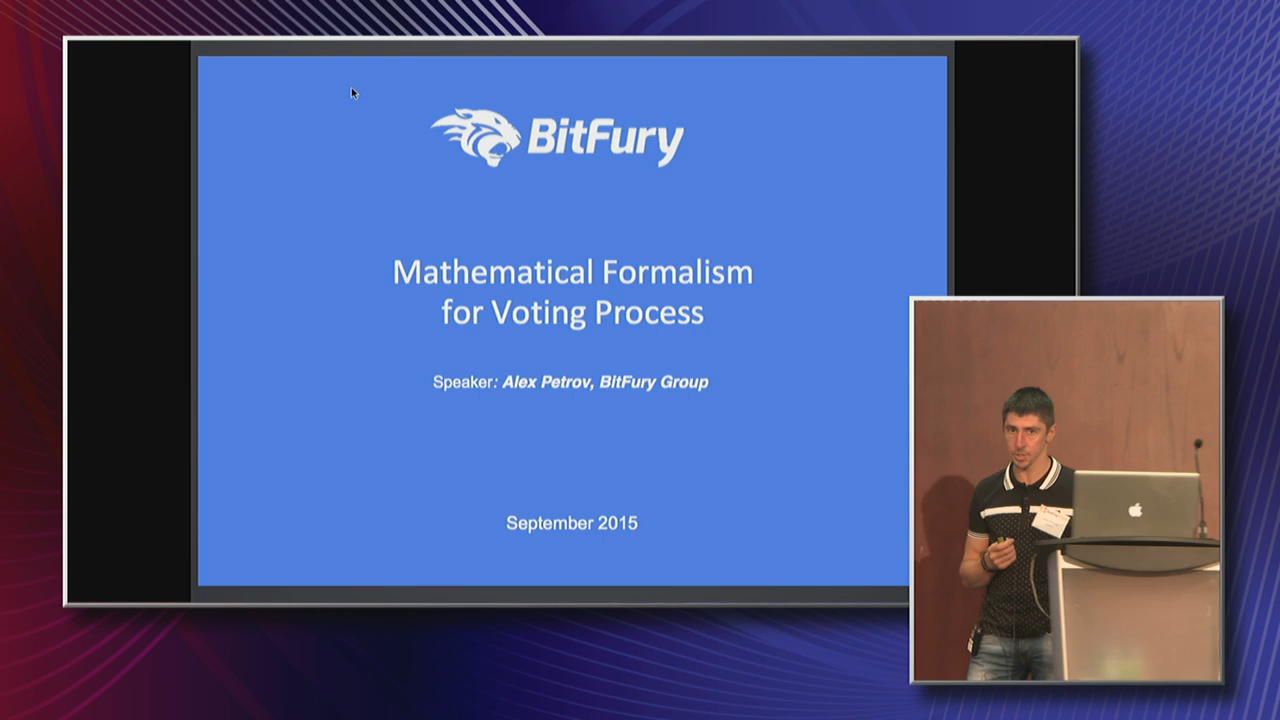 BitFury
Mathematical Formalism
for Voting Process
Speaker: Alex Petrov, BitFury Group
September 2015